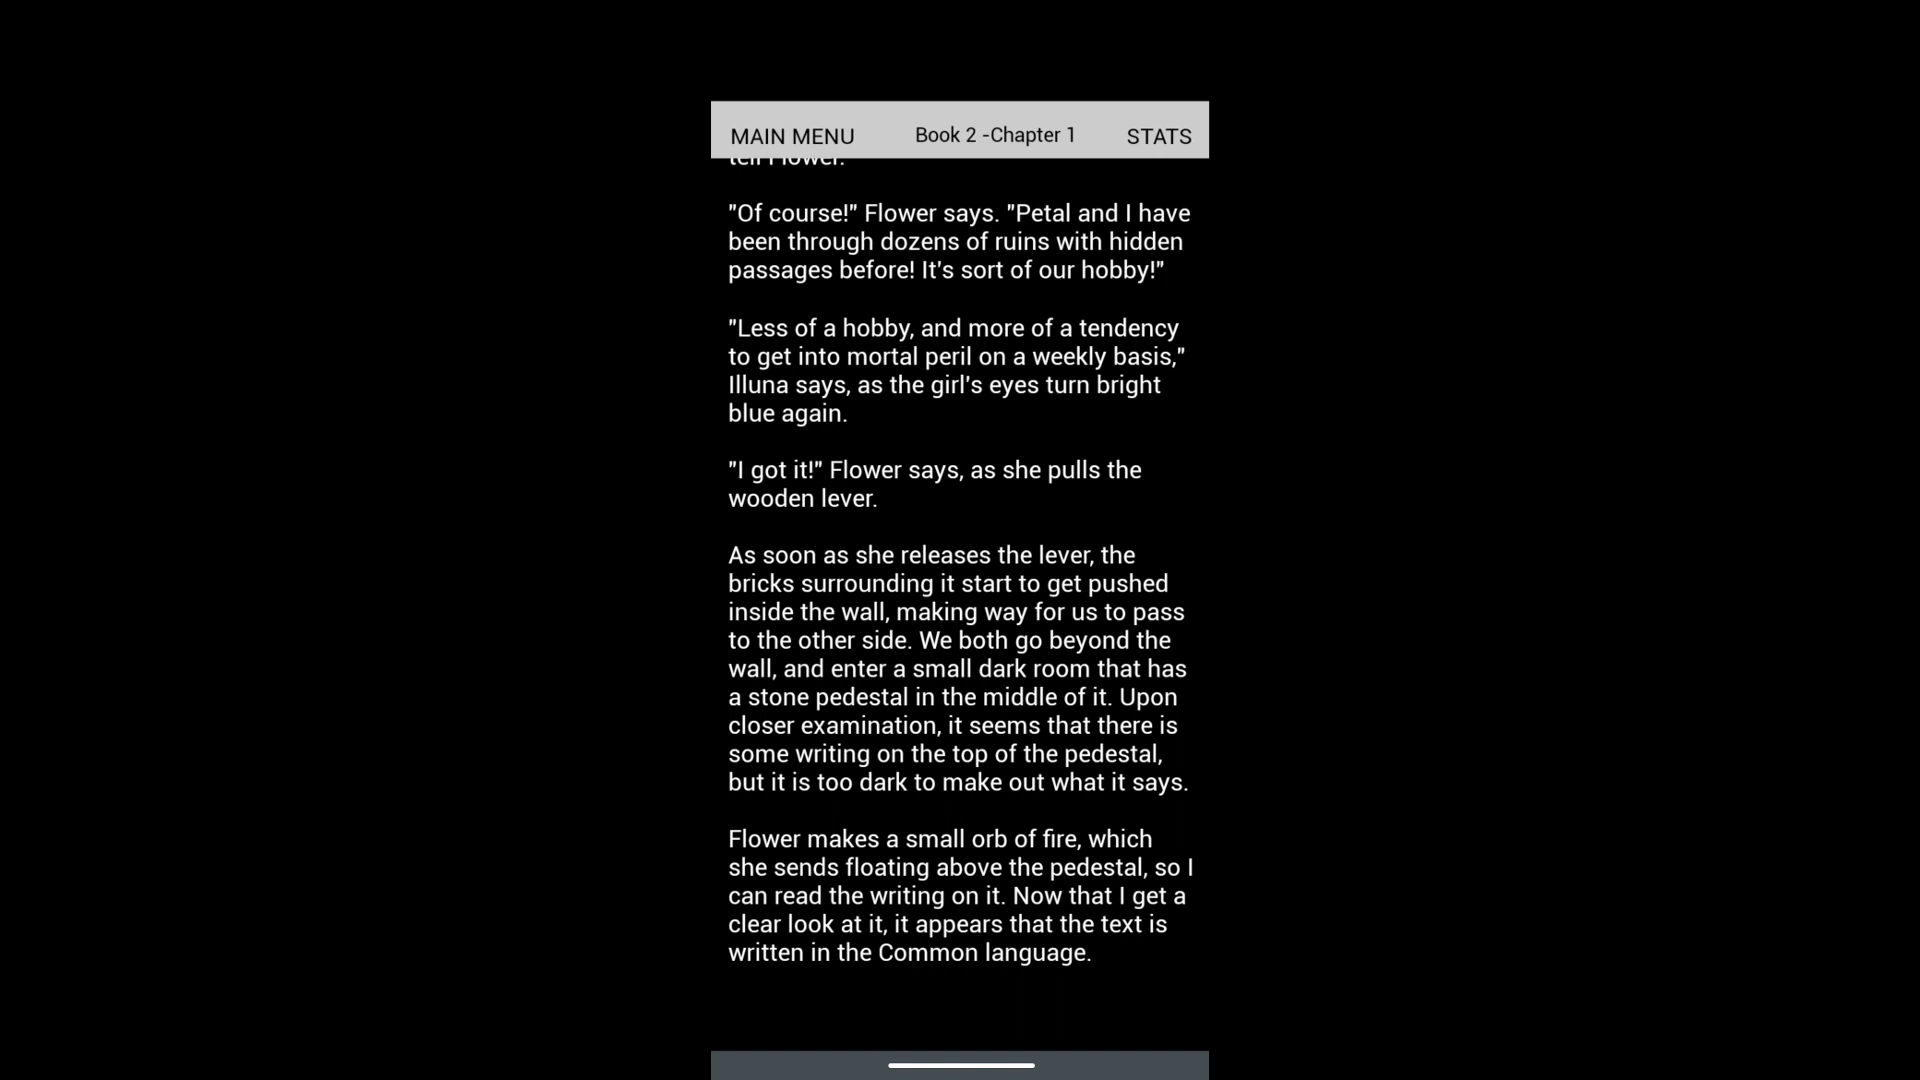 MAIN MENU Book 2 -Chapter 1 STATS
tell Flower.
"Of course!" Flower says. "Petal and I have
been through dozens of ruins with hidden
passages before! It's sort of our hobby!"
"Less of a hobby, and more of a tendency
to get into mortal peril on a weekly basis,"
Illuna says, as the girl's eyes turn bright
blue again.
"I got it!" Flower says, as she pulls the
wooden lever.
As soon as she releases the lever, the
bricks surrounding it start to get pushed
inside the wall, making way for us to pass
to the other side. We both go beyond the
wall, and enter a small dark room that has
a stone pedestal in the middle of it. Upon
closer examination, it seems that there is
some writing on the top of the pedestal,
but it is too dark to make out what it says.
Flower makes a small orb of fire, which
she sends floating above the pedestal, so I
can read the writing on it. Now that I get a
clear look at it, it appears that the text is
written in the Common language.